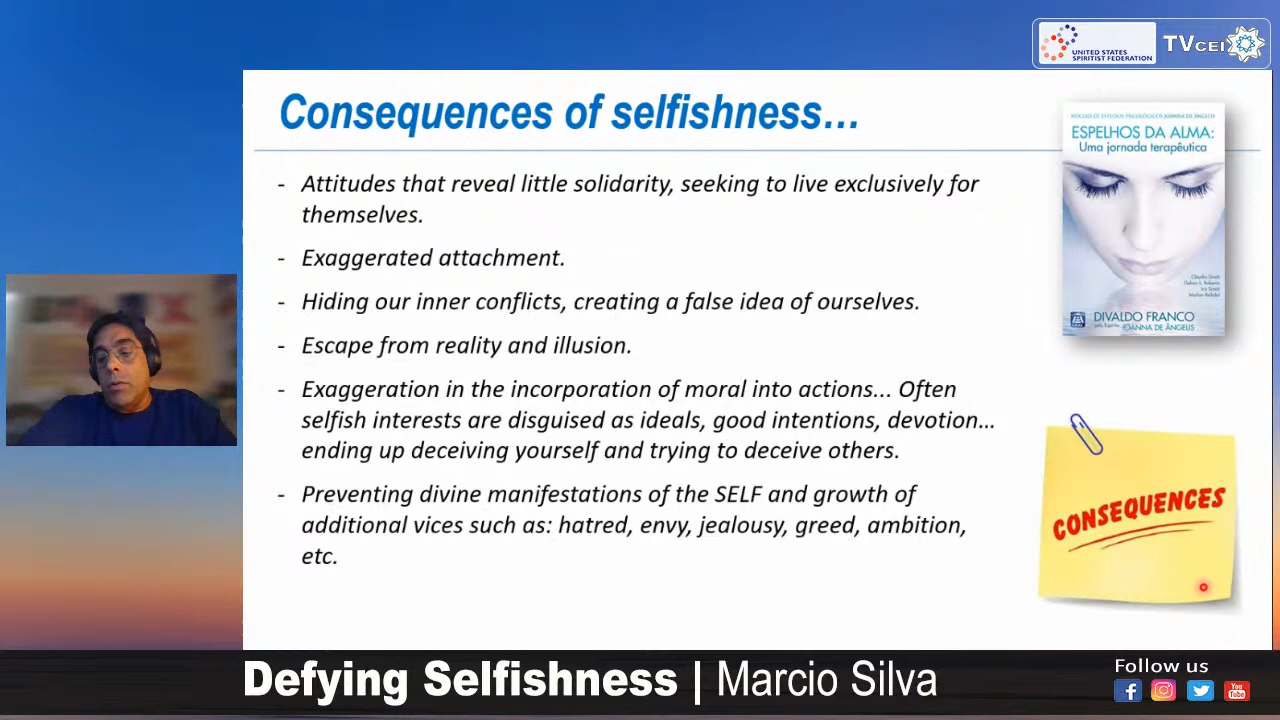 UNITED STATES
SPIRITIST FEDERATION
TVCEI
Consequences of selfishness...
- Attitudes that reveal little solidarity, seeking to live exclusively for
themselves.
- Exaggerated attachment.
- Hiding our inner conflicts, creating a false idea of ourselves.
- Escape from reality and illusion.
- Exaggeration in the incorporation of moral into actions... Often
selfish interests are disguised as ideals, good intentions, devotion...
ending up deceiving yourself and trying to deceive others.
- Preventing divine manifestations of the SELF and growth of
additional vices such as: hatred, envy, jealousy, greed, ambition,
etc.
NÚCLEO DE ESTUDOS PSICOLÓGICOS JOANNA DE ÂNGELIS
ESPELHOS DA ALMA:
Uma jornada terapêutica
DIVALDO FRANCO
pelo Espírito JOANNA DE ÂNGELIS
CONSEQUENCES
Defying Selfishness | Marcio Silva
Follow us
You
Tube